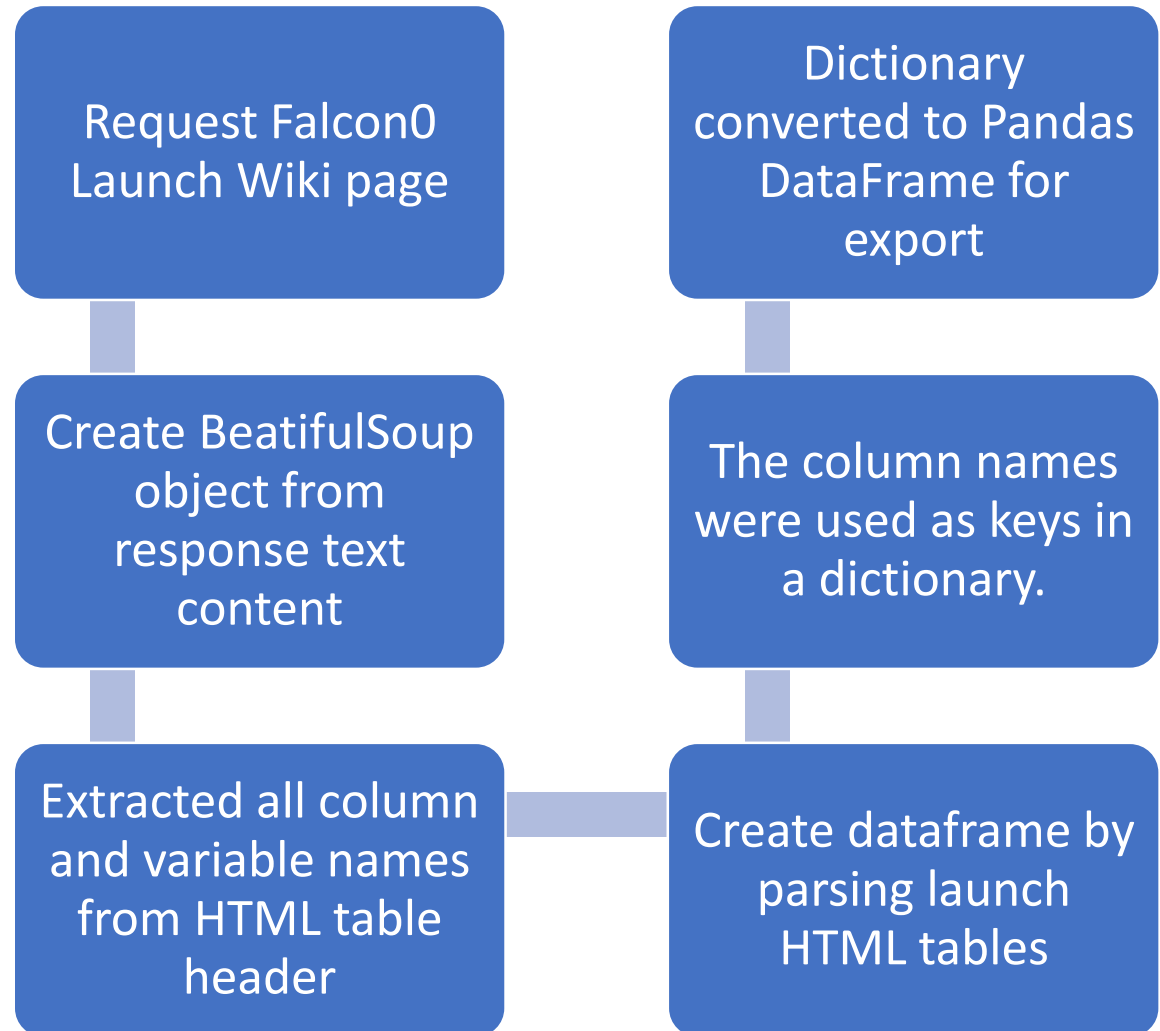 Request Falcon0
Launch Wiki page
Create BeatifulSoup
object from
response text
content
Extracted all column
and variable names
from HTML table
header
Create dataframe by
parsing launch
HTML tables
The column names
were used as keys in
a dictionary.
Dictionary
converted to Pandas
DataFrame for
export